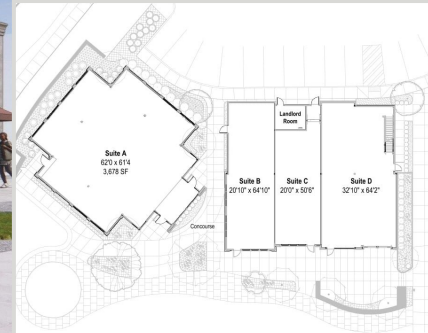 Suite A
62'0 x 61'4
3,678 SF
Landlord
Room
Suite B
20'10" x 64'10"
Suite C
20'0" x 50'6"
Suite D
32'10" x 64'2"
Concourse